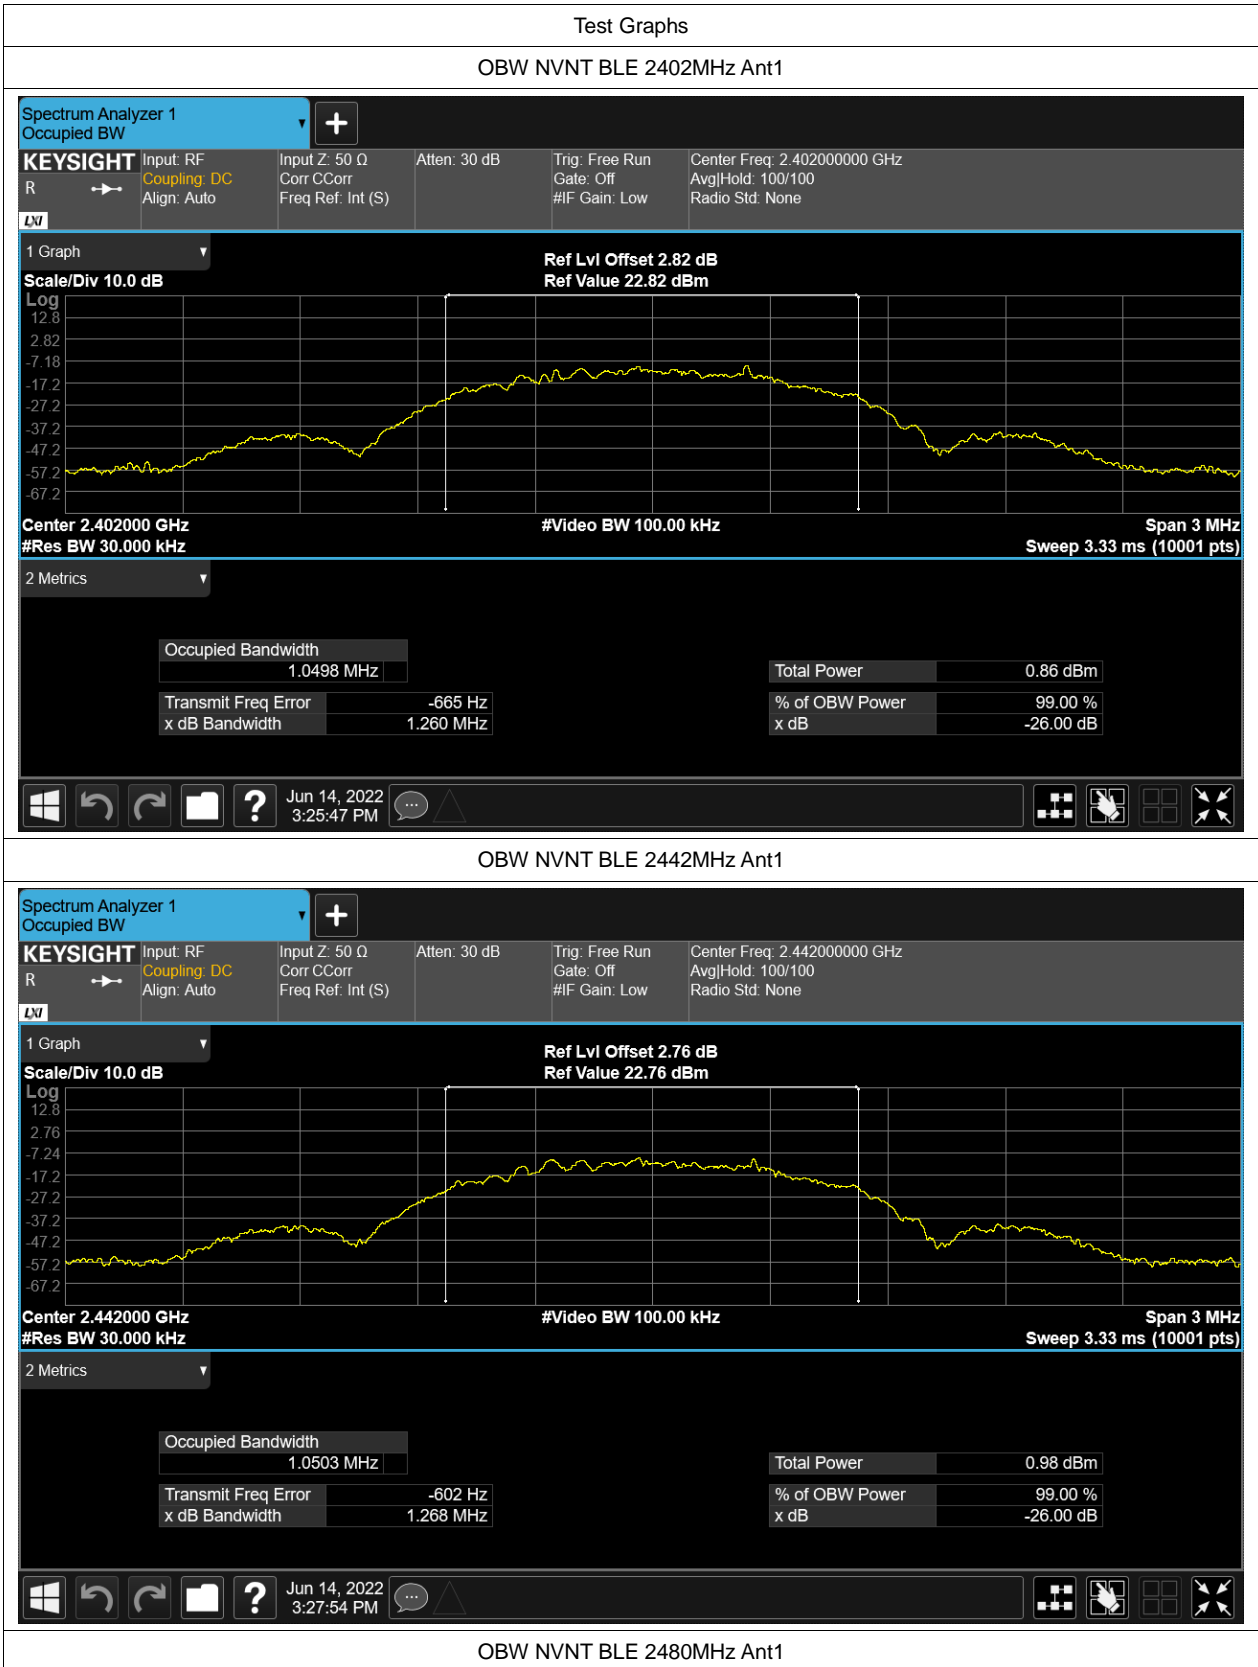 Test Graphs
OBW NVNT BLE 2402MHz Ant1
Spectrum Analyzer 1
Occupied BW
KEYSIGHT Input: RF Input Z: 50 Ω Atten: 30 dB Trig: Free Run Center Freq: 2.402000000 GHz
R Coupling: DC Corr CCorr Gate: Off Avg|Hold: 100/100
Align: Auto Freq Ref: Int (S) #IF Gain: Low Radio Std: None
LXI
1 Graph
Ref Lvl Offset 2.82 dB
Scale/Div 10.0 dB Ref Value 22.82 dBm
Log
12.8
2.82
-7.18
-17.2
-27.2
-37.2
-47.2
-57.2
-67.2
Center 2.402000 GHz #Video BW 100.00 kHz Span 3 MHz
#Res BW 30.000 kHz Sweep 3.33 ms (10001 pts)
2 Metrics
Occupied Bandwidth
1.0498 MHz Total Power 0.86 dBm
Transmit Freq Error -665 Hz % of OBW Power 99.00 %
x dB Bandwidth 1.260 MHz x dB -26.00 dB
Jun 14, 2022
3:25:47 PM
OBW NVNT BLE 2442MHz Ant1
Spectrum Analyzer 1
Occupied BW
KEYSIGHT Input: RF Input Z: 50 Ω Atten: 30 dB Trig: Free Run Center Freq: 2.442000000 GHz
R Coupling: DC Corr CCorr Gate: Off Avg|Hold: 100/100
Align: Auto Freq Ref: Int (S) #IF Gain: Low Radio Std: None
LXI
1 Graph
Ref Lvl Offset 2.76 dB
Scale/Div 10.0 dB Ref Value 22.76 dBm
Log
12.8
2.76
-7.24
-17.2
-27.2
-37.2
-47.2
-57.2
-67.2
Center 2.442000 GHz #Video BW 100.00 kHz Span 3 MHz
#Res BW 30.000 kHz Sweep 3.33 ms (10001 pts)
2 Metrics
Occupied Bandwidth
1.0503 MHz Total Power 0.98 dBm
Transmit Freq Error -602 Hz % of OBW Power 99.00 %
x dB Bandwidth 1.268 MHz x dB -26.00 dB
Jun 14, 2022
3:27:54 PM
OBW NVNT BLE 2480MHz Ant1